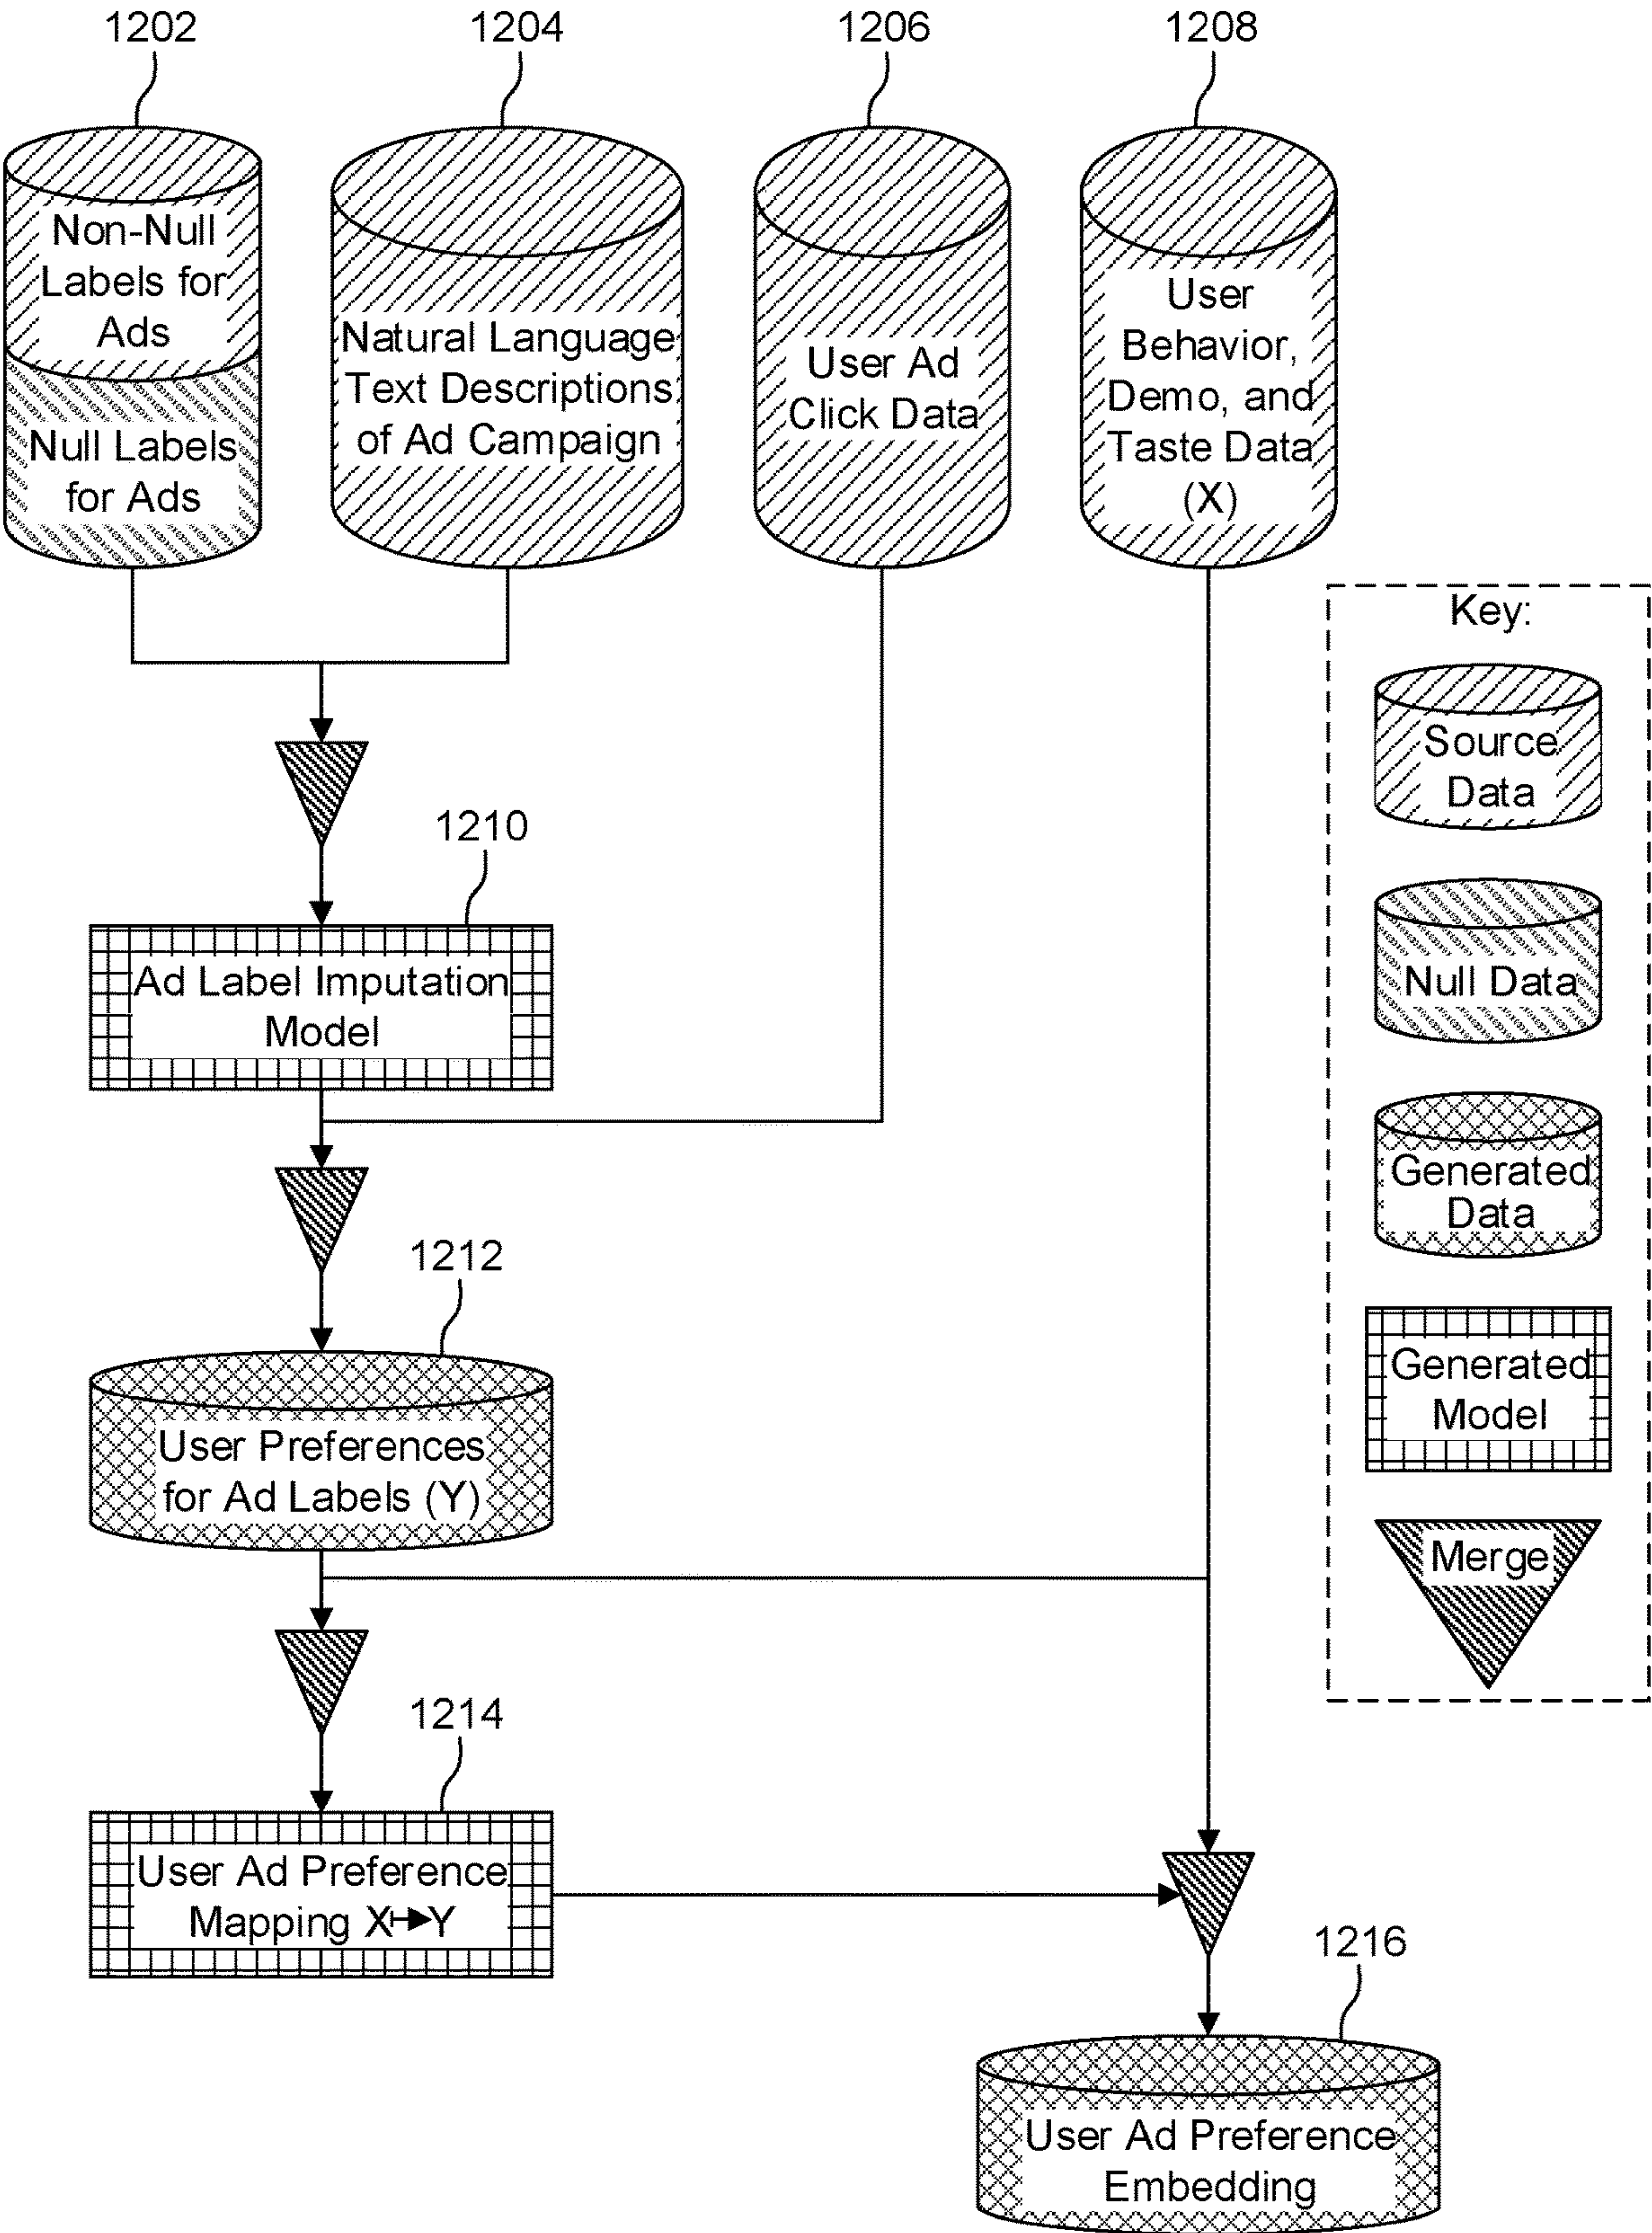 1202
1204
1206
1208
Non-Null
Labels for
Ads
Null Labels
for Ads
Natural Language
Text Descriptions
of Ad Campaign
User Ad
Click Data
User
Behavior,
Demo, and
Taste Data
(X)
Key:
Source
Data
Null Data
Generated
Data
Generated
Model
Merge
1210
Ad Label Imputation
Model
1212
User Preferences
for Ad Labels (Y)
1214
User Ad Preference
Mapping X↦Y
1216
User Ad Preference
Embedding